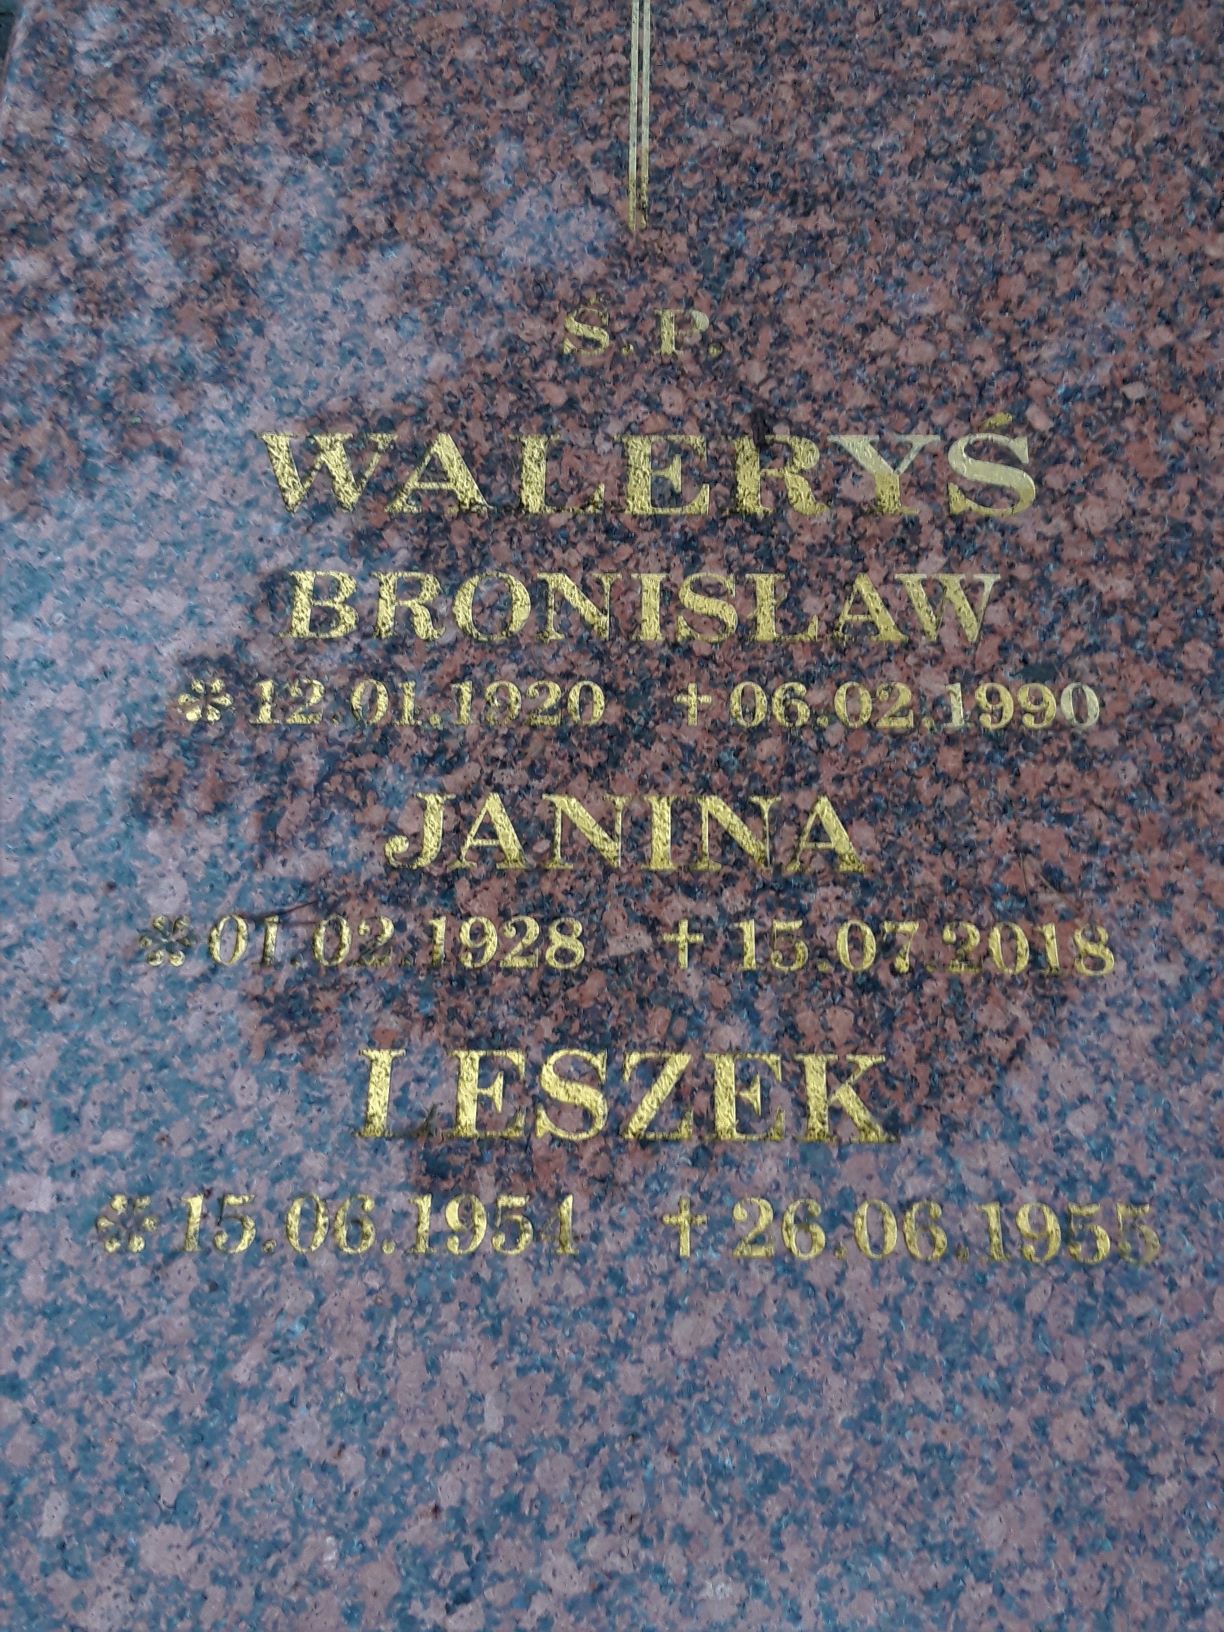 Ś. P.
WALERYŚ
BRONISŁAW
* 12.01.1920 † 06.02.1990
JANINA
* 01.02.1928 † 15.07.2018
LESZEK
* 15.06.1954 † 26.06.1955